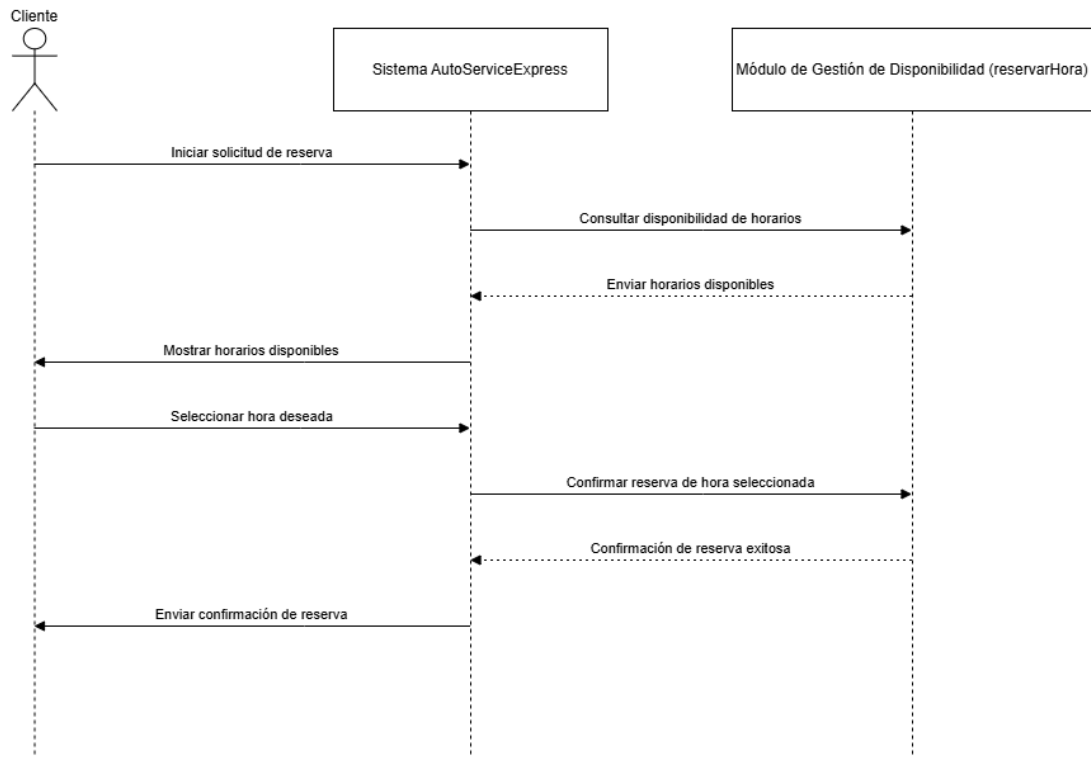 Cliente
Sistema AutoServiceExpress
Módulo de Gestión de Disponibilidad (reservarHora)
Iniciar solicitud de reserva
Consultar disponibilidad de horarios
Enviar horarios disponibles
Mostrar horarios disponibles
Seleccionar hora deseada
Confirmar reserva de hora seleccionada
Confirmación de reserva exitosa
Enviar confirmación de reserva